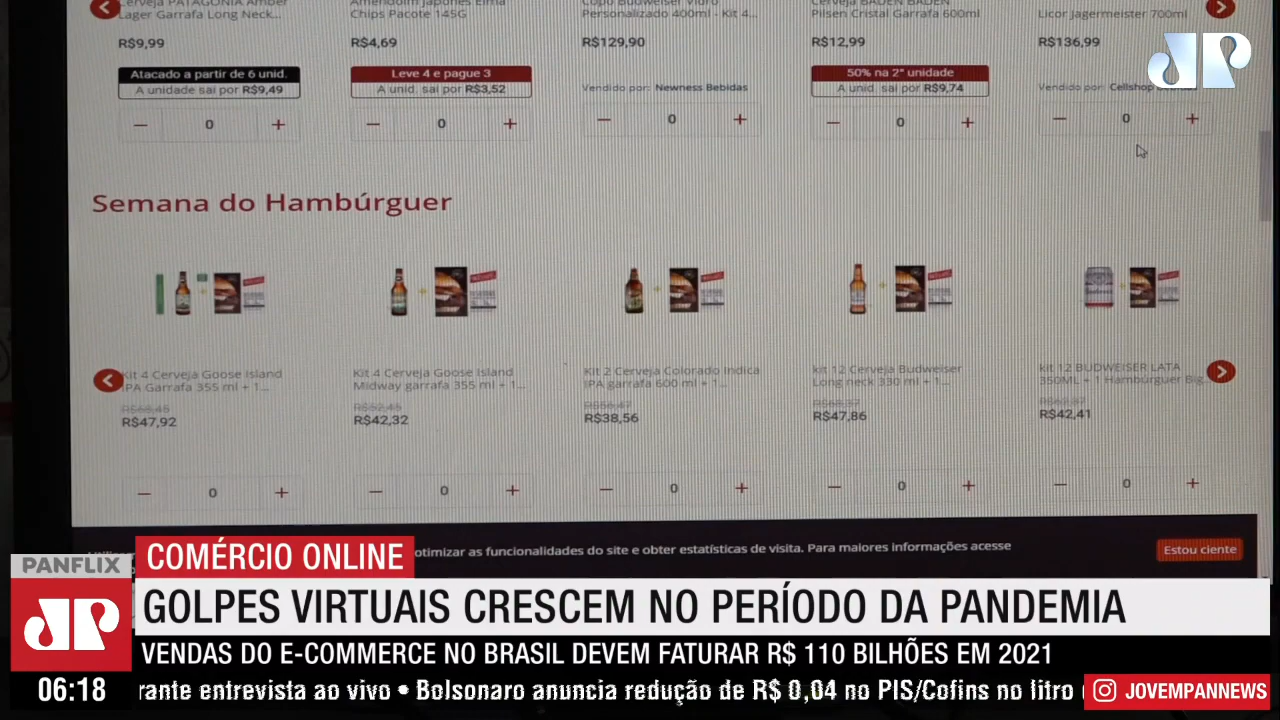 Cerveja PATAGONIA Amber
Lager Garrafa Long Neck...
R$9,99
Atacado a partir de 6 unid.
A unidade sai por R$9,49
0
Amendoim Japonês Elma
Chips Pacote 145G
R$4,69
Leve 4 e pague 3
A unid. sai por R$3,52
0
Copo Budweiser Vidro
Personalizado 400ml - Kit 4...
R$129,90
Vendido por: Newness Bebidas
0
Cerveja BADEN BADEN
Pilsen Cristal Garrafa 600ml
R$12,99
50% na 2ª unidade
A unid. sai por R$9,74
0
Licor Jagermeister 700ml
R$136,99
Vendido por: Cellshop
0
JP
Semana do Hambúrguer
Kit 4 Cerveja Goose Island
IPA Garrafa 355 ml + 1...
R$68,45
R$47,92
0
Kit 4 Cerveja Goose Island
Midway garrafa 355 ml + 1...
R$62,45
R$42,32
0
Kit 2 Cerveja Colorado Indica
IPA garrafa 600 ml + 1...
R$38,56
0
kit 12 Cerveja Budweiser
Long neck 330 ml + 1...
R$47,86
0
kit 12 BUDWEISER LATA
350ML + 1 Hambúrguer Big...
R$42,41
0
otimizar as funcionalidades do site e obter estatísticas de visita. Para maiores informações acesse
Estou ciente
PANFLIX
COMÉRCIO ONLINE
JP
GOLPES VIRTUAIS CRESCEM NO PERÍODO DA PANDEMIA
VENDAS DO E-COMMERCE NO BRASIL DEVEM FATURAR R$ 110 BILHÕES EM 2021
06:18
rante entrevista ao vivo • Bolsonaro anuncia redução de R$ 0,04 no PIS/Cofins no litro
JOVEMPANNEWS